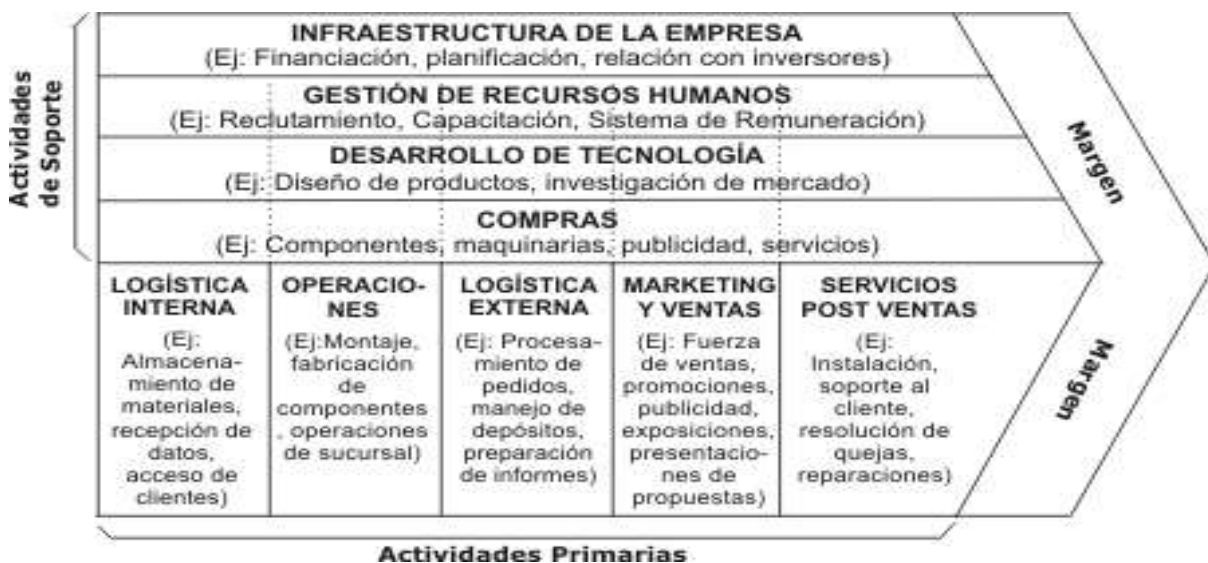 Actividades
de Soporte
INFRAESTRUCTURA DE LA EMPRESA
(Ej: Financiación, planificación, relación con inversores)
GESTIÓN DE RECURSOS HUMANOS
(Ej: Reclutamiento, Capacitación, Sistema de Remuneración)
DESARROLLO DE TECNOLOGÍA
(Ej: Diseño de productos, investigación de mercado)
COMPRAS
(Ej: Componentes, maquinarias, publicidad, servicios)
Margen
LOGÍSTICA
INTERNA
(Ej:
Almacena-
miento de
materiales,
recepción de
datos,
acceso de
clientes)
OPERACIO-
NES
(Ej:Montaje,
fabricación
de
componentes
, operaciones
de sucursal)
LOGÍSTICA
EXTERNA
(Ej: Procesa-
miento de
pedidos,
manejo de
depósitos,
preparación
de informes)
MARKETING
Y VENTAS
(Ej: Fuerza
de ventas,
promociones,
publicidad,
exposiciones,
presentacio-
nes de
propuestas)
SERVICIOS
POST VENTAS
(Ej:
Instalación,
soporte al
cliente,
resolución de
quejas,
reparaciones)
Margen
Actividades Primarias